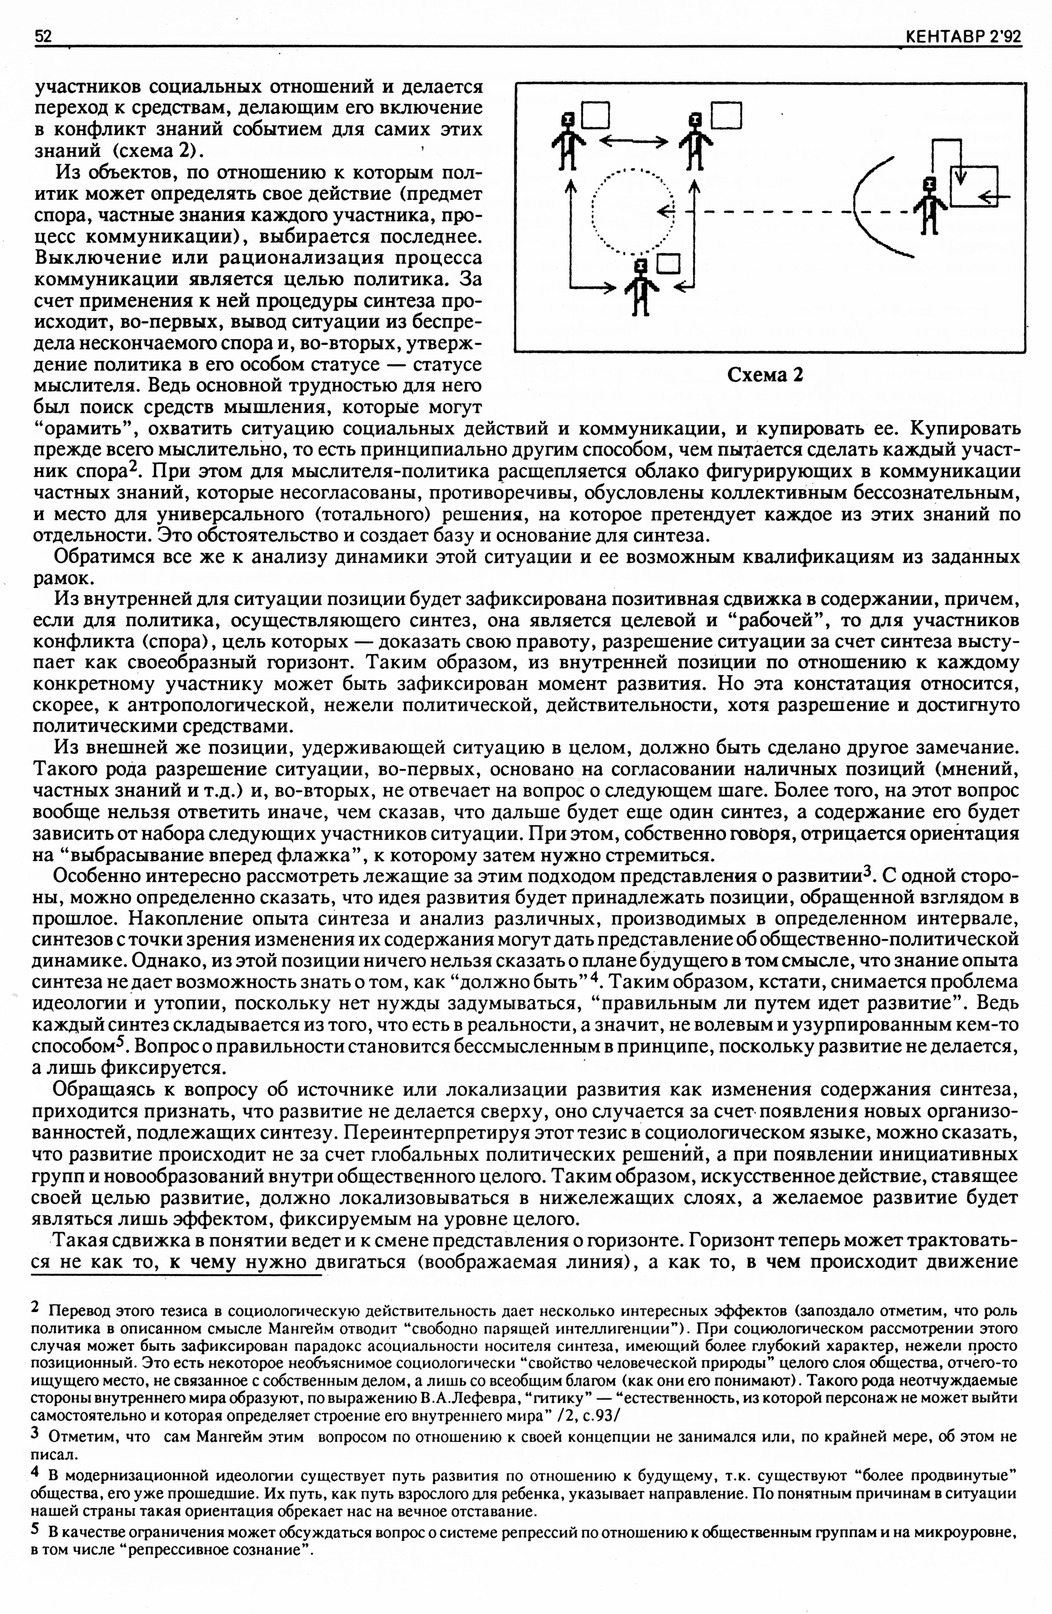 52
КЕНТАВР 2'92
участников социальных отношений и делается
переход к средствам, делающим его включение
в конфликт знаний событием для самих этих
знаний (схема 2).
Из объектов, по отношению к которым пол-
итик может определять свое действие (предмет
спора, частные знания каждого участника, про-
цесс коммуникации), выбирается последнее.
Выключение или рационализация процесса
коммуникации является целью политика. За
счет применения к ней процедуры синтеза про-
исходит, во-первых, вывод ситуации из беспре-
дела нескончаемого спора и, во-вторых, утверж-
дение политика в его особом статусе — статусе
мыслителя. Ведь основной трудностью для него
был поиск средств мышления, которые могут
Схема 2
“орамить”, охватить ситуацию социальных действий и коммуникации, и купировать ее. Купировать
прежде всего мыслительно, то есть принципиально другим способом, чем пытается сделать каждый участ-
ник спора2. При этом для мыслителя-политика расщепляется облако фигурирующих в коммуникации
частных знаний, которые несогласованы, противоречивы, обусловлены коллективным бессознательным,
и место для универсального (тотального) решения, на которое претендует каждое из этих знаний по
отдельности. Это обстоятельство и создает базу и основание для синтеза.
Обратимся все же к анализу динамики этой ситуации и ее возможным квалификациям из заданных
рамок.
Из внутренней для ситуации позиции будет зафиксирована позитивная сдвижка в содержании, причем,
если для политика, осуществляющего синтез, она является целевой и “рабочей”, то для участников
конфликта (спора), цель которых — доказать свою правоту, разрешение ситуации за счет синтеза высту-
пает как своеобразный горизонт. Таким образом, из внутренней позиции по отношению к каждому
конкретному участнику может быть зафиксирован момент развития. Но эта констатация относится,
скорее, к антропологической, нежели политической, действительности, хотя разрешение и достигнуто
политическими средствами.
Из внешней же позиции, удерживающей ситуацию в целом, должно быть сделано другое замечание.
Такого рода разрешение ситуации, во-первых, основано на согласовании наличных позиций (мнений,
частных знаний и т.д.) и, во-вторых, не отвечает на вопрос о следующем шаге. Более того, на этот вопрос
вообще нельзя ответить иначе, чем сказав, что дальше будет еще один синтез, а содержание его будет
зависить от набора следующих участников ситуации. При этом, собственно говоря, отрицается ориентация
на “выбрасывание вперед флажка”, к которому затем нужно стремиться.
Особенно интересно рассмотреть лежащие за этим подходом представления о развитии3. С одной сторо-
ны, можно определенно сказать, что идея развития будет принадлежать позиции, обращенной взглядом в
прошлое. Накопление опыта синтеза и анализ различных, производимых в определенном интервале,
синтезов с точки зрения изменения их содержания могут дать представление об общественно-политической
динамике. Однако, из этой позиции ничего нельзя сказать о плане будущего в том смысле, что знание опыта
синтеза не дает возможность знать о том, как “должно быть”4. Таким образом, кстати, снимается проблема
идеологии и утопии, поскольку нет нужды задумываться, “правильным ли путем идет развитие”. Ведь
каждый синтез складывается из того, что есть в реальности, а значит, не волевым и узурпированным кем-то
способом5. Вопрос о правильности становится бессмысленным в принципе, поскольку развитие не делается,
а лишь фиксируется.
Обращаясь к вопросу об источнике или локализации развития как изменения содержания синтеза,
приходится признать, что развитие не делается сверху, оно случается за счет появления новых организо-
ванностей, подлежащих синтезу. Переинтерпретируя этот тезис в социологическом языке, можно сказать,
что развитие происходит не за счет глобальных политических решений, а при появлении инициативных
групп и новообразований внутри общественного целого. Таким образом, искусственное действие, ставящее
своей целью развитие, должно локализовываться в нижележащих слоях, а желаемое развитие будет
являться лишь эффектом, фиксируемым на уровне целого.
Такая сдвижка в понятии ведет и к смене представления о горизонте. Горизонт теперь может трактовать-
ся не как то, к чему нужно двигаться (воображаемая линия), а как то, в чем происходит движение
2 Перевод этого тезиса в социологическую действительность дает несколько интересных эффектов (запоздало отметим, что роль
политика в описанном смысле Мангейм отводит “свободно парящей интеллигенции”). При социологическом рассмотрении этого
случая может быть зафиксирован парадокс асоциальности носителя синтеза, имеющий более глубокий характер, нежели просто
позиционный. Это есть некоторое необъяснимое социологически “свойство человеческой природы” целого слоя общества, отчего-то
ищущего место, не связанное с собственным делом, а лишь со всеобщим благом (как они его понимают). Такого рода неотчуждаемые
стороны внутреннего мира образуют, по выражению В.А.Лефевра, “гитику” — “естественность, из которой персонаж не может выйти
самостоятельно и которая определяет строение его внутреннего мира” /2, с.93/
3 Отметим, что сам Мангейм этим вопросом по отношению к своей концепции не занимался или, по крайней мере, об этом не
писал.
4 В модернизационной идеологии существует путь развития по отношению к будущему, т.к. существуют “более продвинутые”
общества, его уже прошедшие. Их путь, как путь взрослого для ребенка, указывает направление. По понятным причинам в ситуации
нашей страны такая ориентация обрекает нас на вечное отставание.
5 В качестве ограничения может обсуждаться вопрос о системе репрессий по отношению к общественным группам и на микроуровне,
в том числе “репрессивное сознание”.